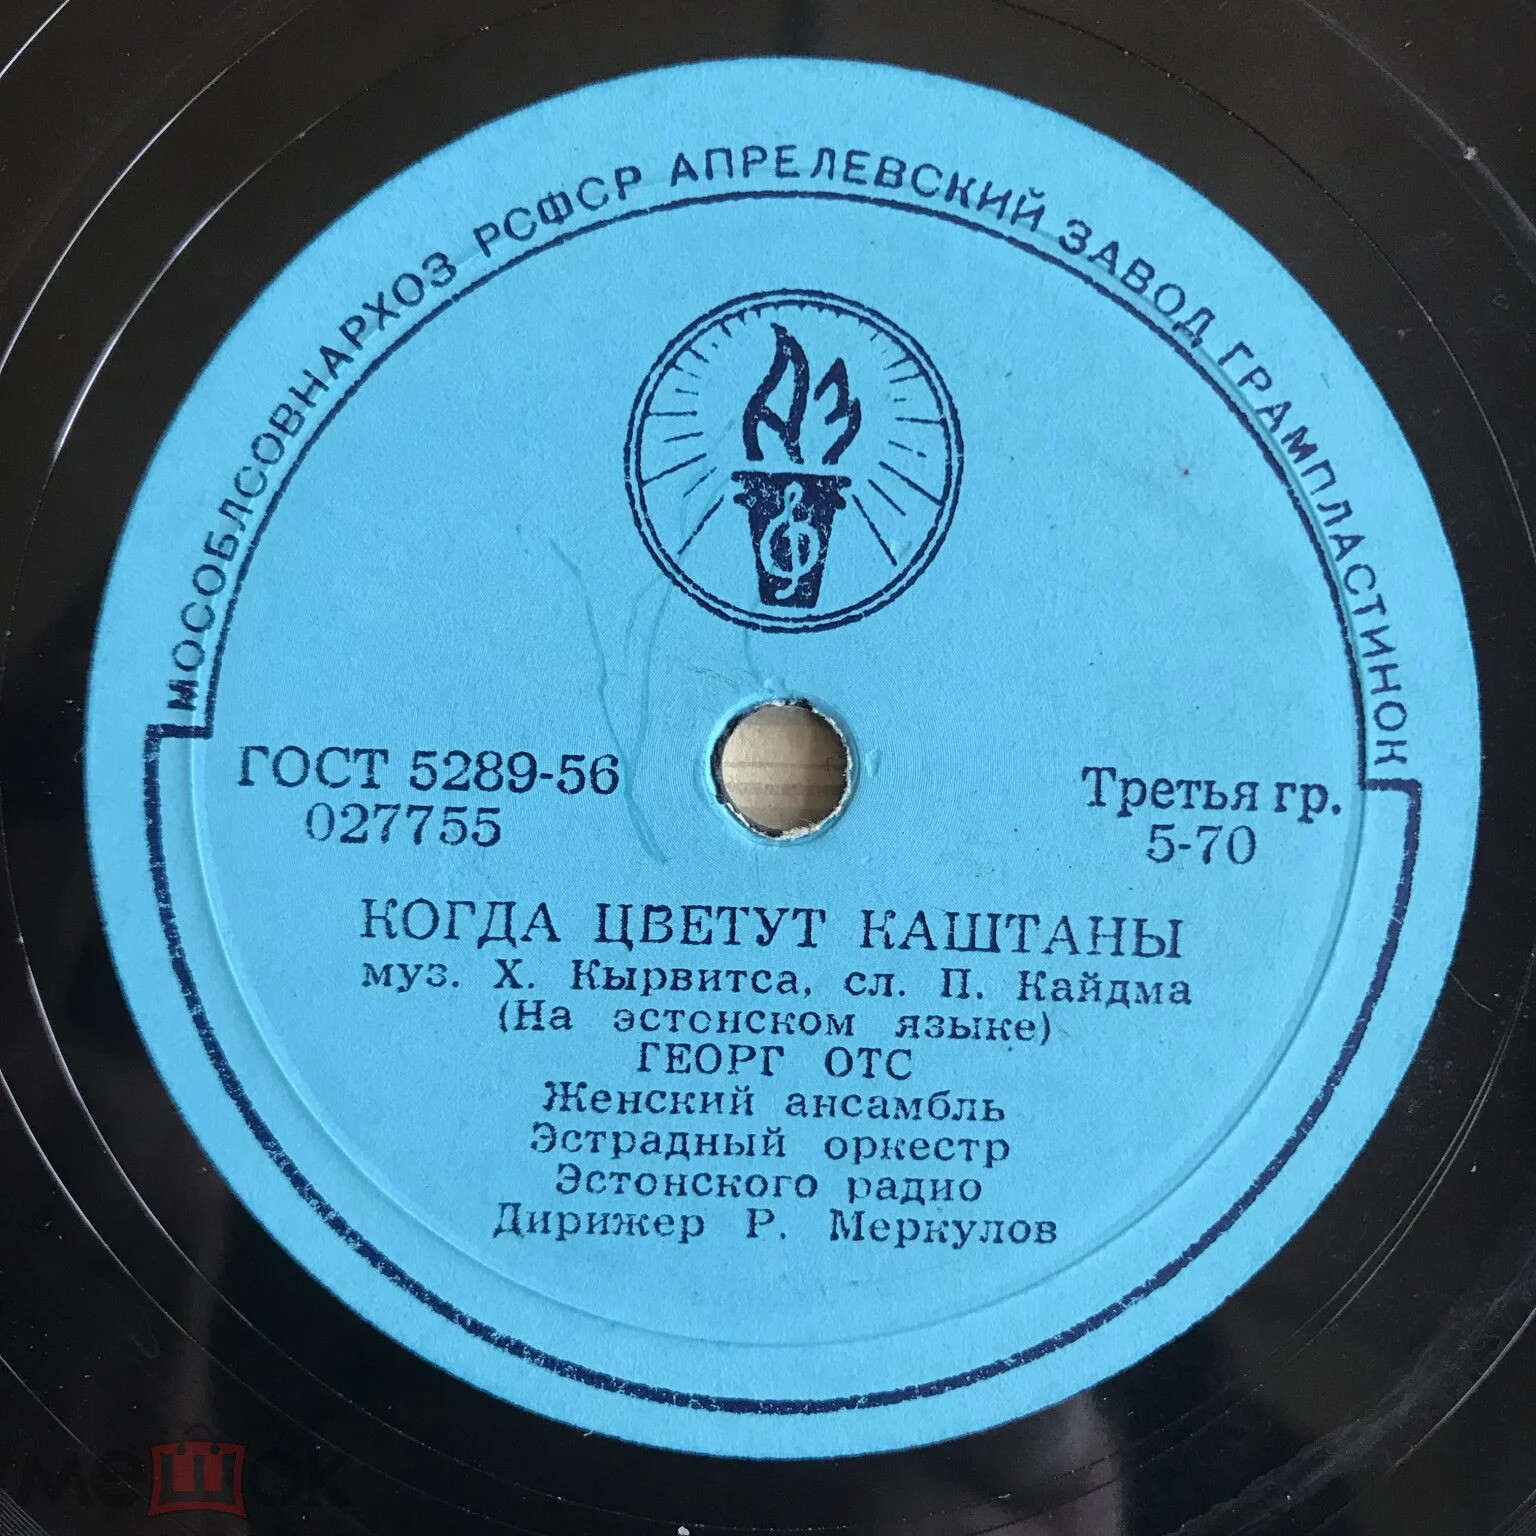 МОСОБЛСОВНАРХОЗ РСФСР АПРЕЛЕВСКИЙ ЗАВОД ГРАМПЛАСТИНОК
АЗ
ГОСТ 5289-56
027755
Третья гр.
5-70
КОГДА ЦВЕТУТ КАШТАНЫ
муз. Х. Кырвитса, сл. П. Кайдма
(На эстонском языке)
ГЕОРГ ОТС
Женский ансамбль
Эстрадный оркестр
Эстонского радио
Дирижер Р. Меркулов
мешок